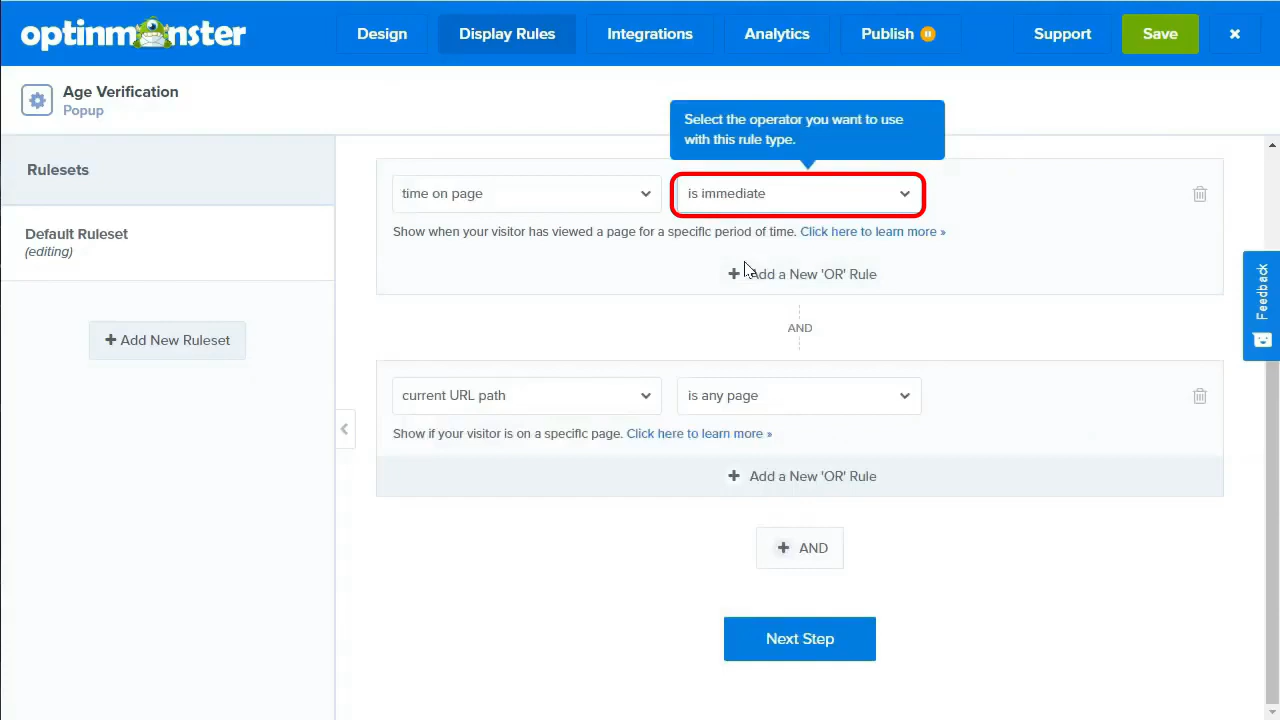 optinmonster
Design
Display Rules
Integrations
Analytics
Publish
Support
Save
Age Verification
Popup
Select the operator you want to use
with this rule type.
Rulesets
time on page
is immediate
Show when your visitor has viewed a page for a specific period of time. Click here to learn more »
Default Ruleset
(editing)
+ Add a New 'OR' Rule
Feedback
AND
+ Add New Ruleset
current URL path
is any page
Show if your visitor is on a specific page. Click here to learn more »
+ Add a New 'OR' Rule
+ AND
Next Step